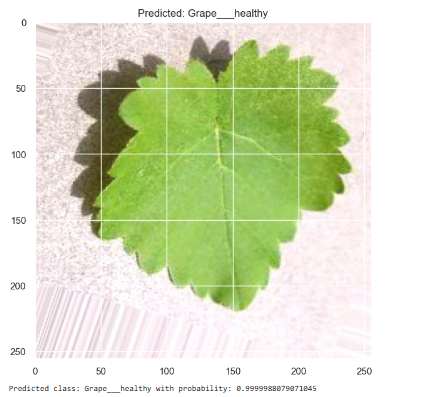 Predicted: Grape___healthy
0
50
100
150
200
250
0 50 100 150 200 250
Predicted class: Grape___healthy with probability: 0.9999988079071045